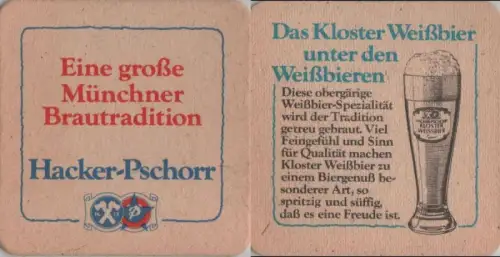 Eine große
Münchner
Brautradition
Hacker-Pschorr
Das Kloster Weißbier
unter den
Weißbieren
Diese obergärige
Weißbier-Spezialität
wird der Tradition
getreu gebraut. Viel
Feingefühl und Sinn
für Qualität machen
Kloster Weißbier zu
einem Biergenuß be-
sonderer Art, so
spritzig und süffig,
daß es eine Freude ist.
KLOSTER
WEISSBIER